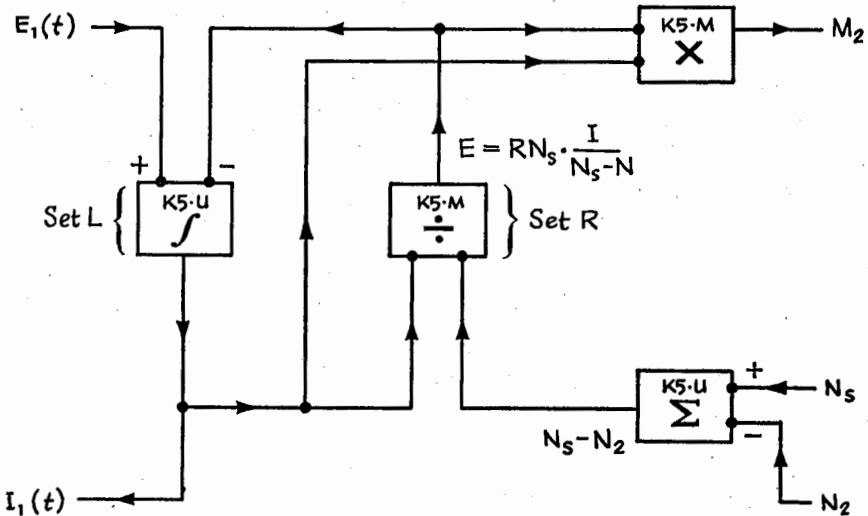 E₁(t)
K5·M
×
M₂
E = RNₛ · I / (Nₛ-N)
+ -
Set L { K5·U ∫
K5·M ÷ } Set R
K5·U Σ
+ Nₛ
- N₂
Nₛ-N₂
I₁(t)